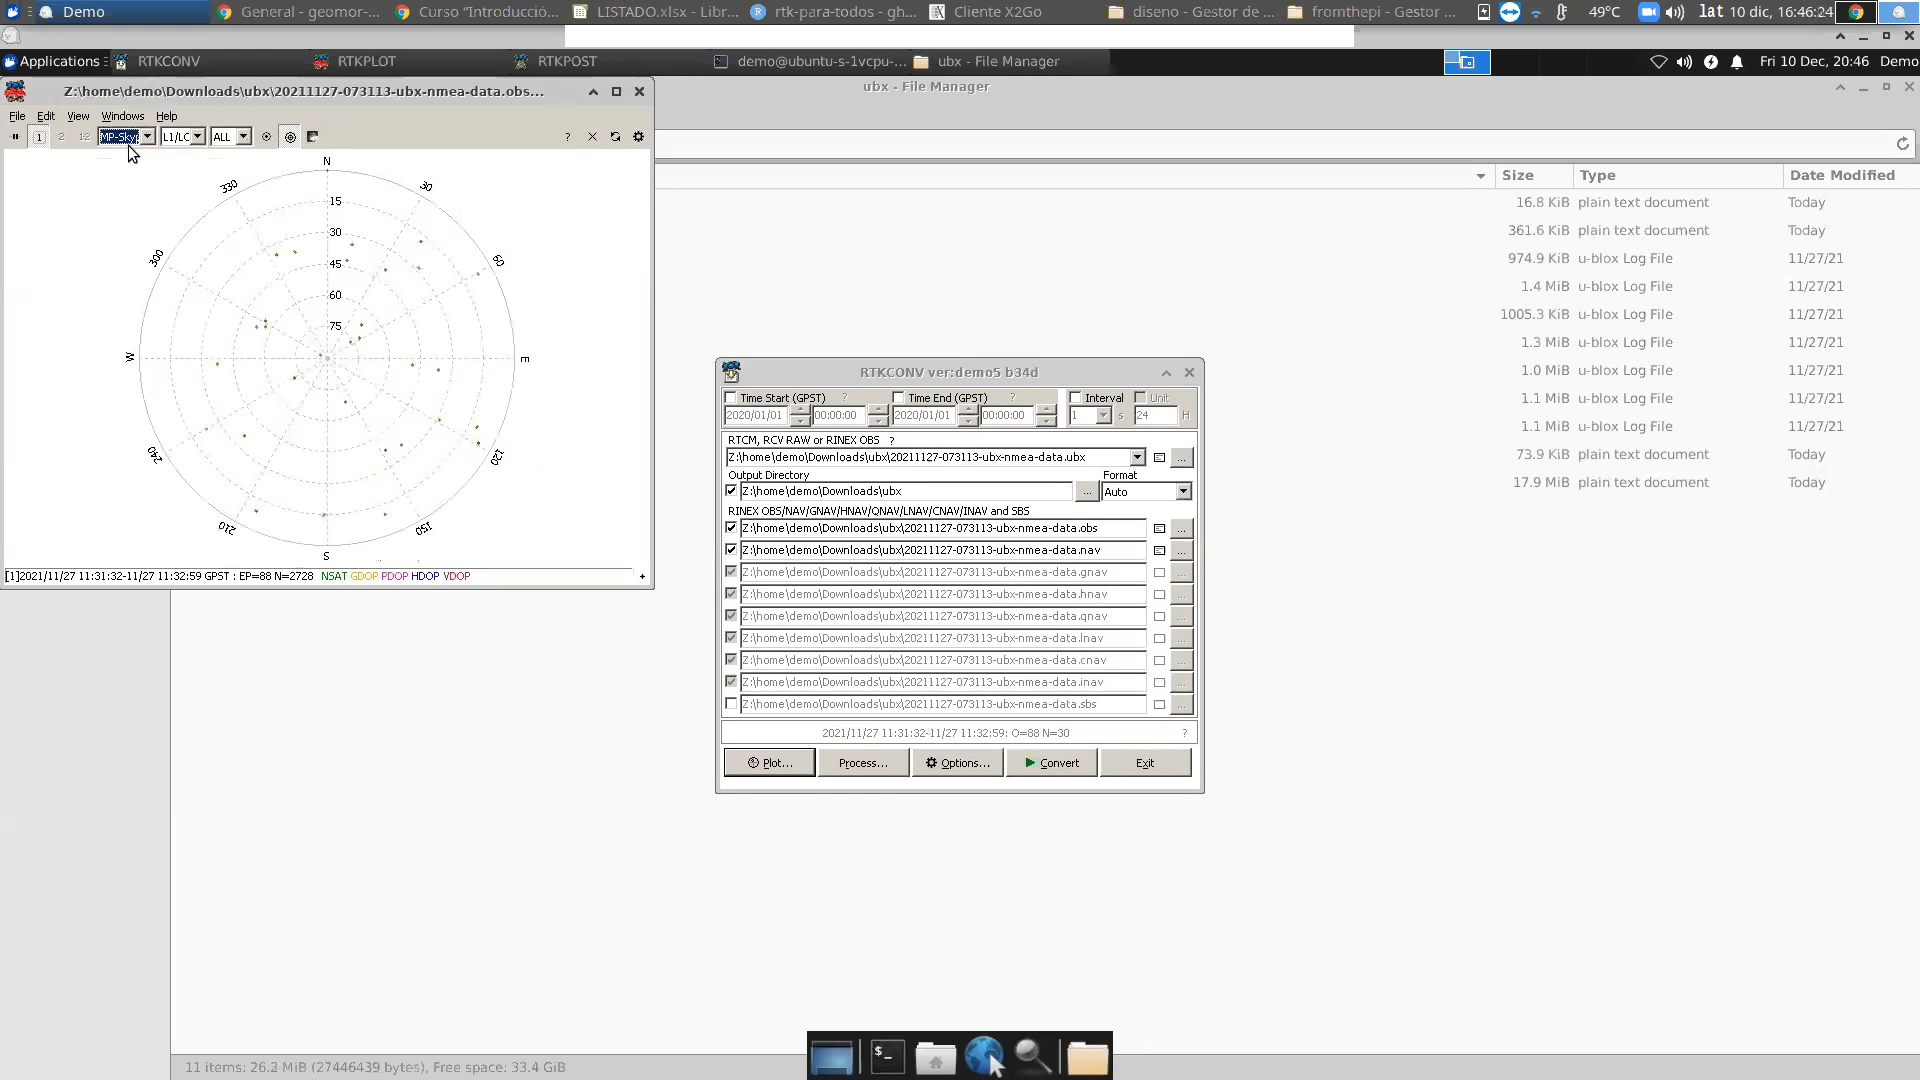 Demo
General - geomor-...
Curso “Introducció...
LISTADO.xlsx - Libr...
rtk-para-todos - gh...
Cliente X2Go
diseno - Gestor de ...
fromthepi - Gestor ...
49°C
lat 10 dic, 16:46:24
Applications
RTKCONV
RTKPLOT
RTKPOST
demo@ubuntu-s-1vcpu-...
ubx - File Manager
Fri 10 Dec, 20:46
Demo
Z:\home\demo\Downloads\ubx\20211127-073113-ubx-nmea-data.obs...
ubx - File Manager
File Edit View Windows Help
1 2 1-2 MP-Sky L1/LC ALL ?
N
330 30
15
30
300 60
45
60
75
W E
240 120
210 150
S
[1]2021/11/27 11:31:32-11/27 11:32:59 GPST : EP=88 N=2728 NSAT GDOP PDOP HDOP VDOP
Size Type Date Modified
16.8 KiB plain text document Today
361.6 KiB plain text document Today
974.9 KiB u-blox Log File 11/27/21
1.4 MiB u-blox Log File 11/27/21
1005.3 KiB u-blox Log File 11/27/21
1.3 MiB u-blox Log File 11/27/21
1.0 MiB u-blox Log File 11/27/21
1.1 MiB u-blox Log File 11/27/21
1.1 MiB u-blox Log File 11/27/21
73.9 KiB plain text document Today
17.9 MiB plain text document Today
RTKCONV ver:demo5 b34d
Time Start (GPST) ? Time End (GPST) ? Interval Unit
2020/01/01 00:00:00 2020/01/01 00:00:00 1 s 24 H
RTCM, RCV RAW or RINEX OBS ?
Z:\home\demo\Downloads\ubx\20211127-073113-ubx-nmea-data.ubx ...
Output Directory Format
Z:\home\demo\Downloads\ubx ... Auto
RINEX OBS/NAV/GNAV/HNAV/QNAV/LNAV/CNAV/INAV and SBS
Z:\home\demo\Downloads\ubx\20211127-073113-ubx-nmea-data.obs ...
Z:\home\demo\Downloads\ubx\20211127-073113-ubx-nmea-data.nav ...
Z:\home\demo\Downloads\ubx\20211127-073113-ubx-nmea-data.gnav ...
Z:\home\demo\Downloads\ubx\20211127-073113-ubx-nmea-data.hnav ...
Z:\home\demo\Downloads\ubx\20211127-073113-ubx-nmea-data.qnav ...
Z:\home\demo\Downloads\ubx\20211127-073113-ubx-nmea-data.lnav ...
Z:\home\demo\Downloads\ubx\20211127-073113-ubx-nmea-data.cnav ...
Z:\home\demo\Downloads\ubx\20211127-073113-ubx-nmea-data.inav ...
Z:\home\demo\Downloads\ubx\20211127-073113-ubx-nmea-data.sbs ...
2021/11/27 11:31:32-11/27 11:32:59: O=88 N=30 ?
Plot... Process... Options... Convert Exit
11 items: 26.2 MiB (27446439 bytes), Free space: 33.4 GiB